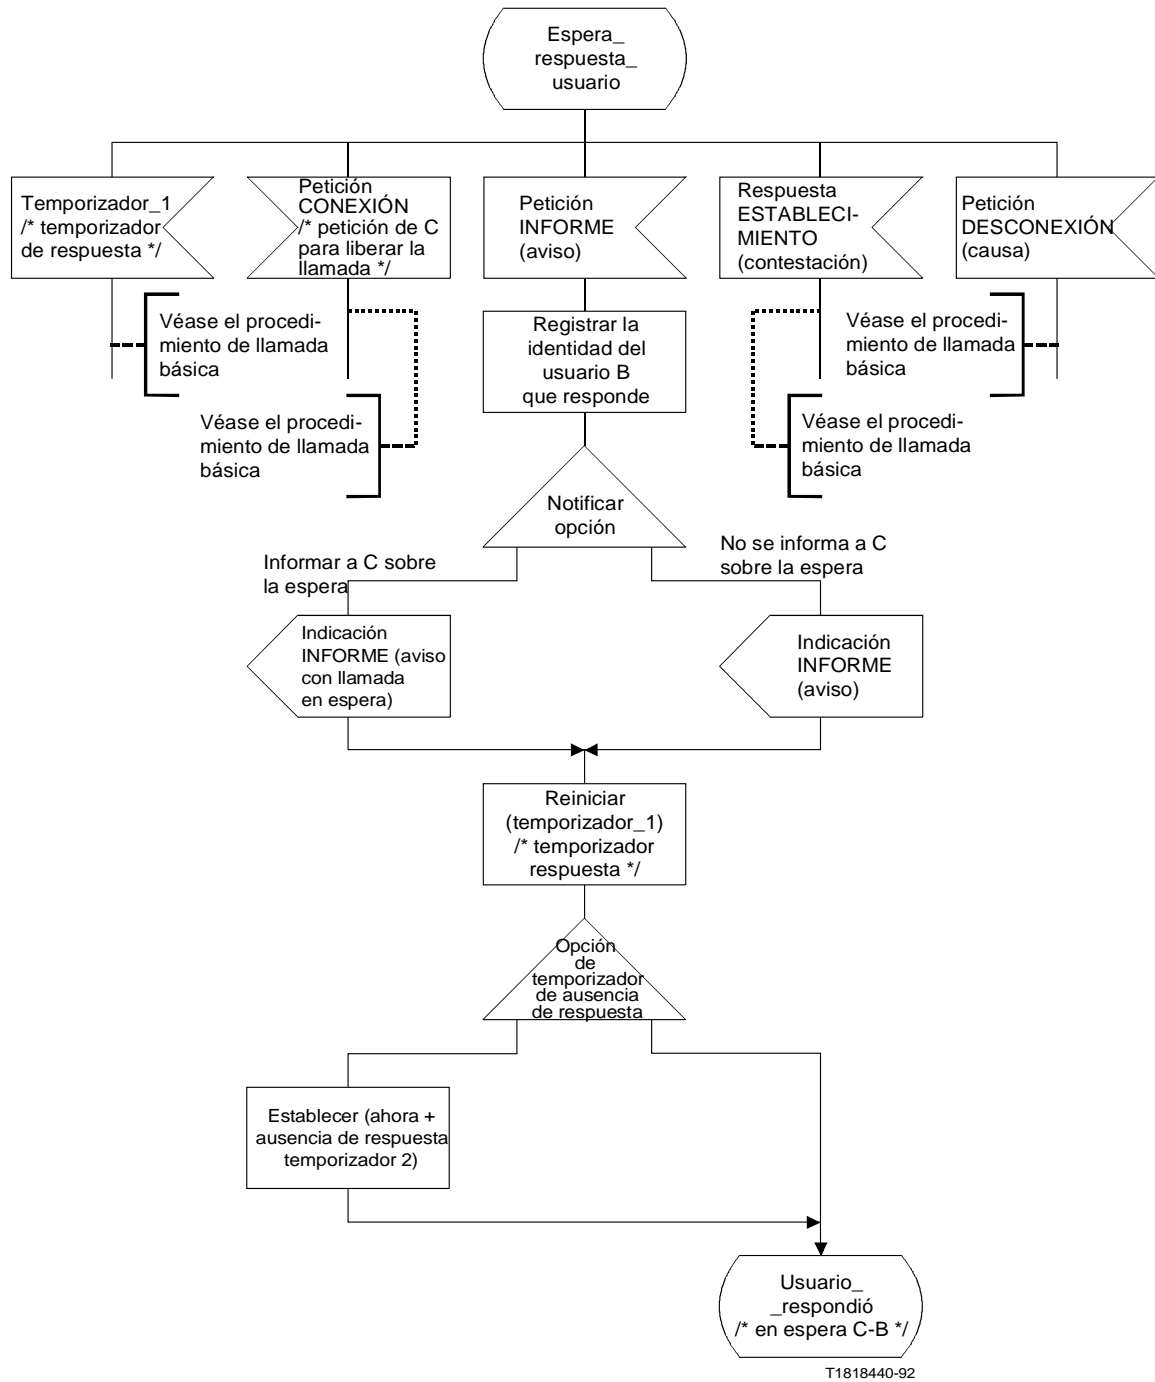 Espera_
respuesta_
usuario
Temporizador_1
/* temporizador
de respuesta */
Petición
CONEXIÓN
/* petición de C
para liberar la
llamada */
Petición
INFORME
(aviso)
Respuesta
ESTABLECI-
MIENTO
(contestación)
Petición
DESCONEXIÓN
(causa)
Véase el procedi-
miento de llamada
básica
Véase el procedi-
miento de llamada
básica
Registrar la
identidad del
usuario B
que responde
Véase el procedi-
miento de llamada
básica
Véase el procedi-
miento de llamada
básica
Notificar
opción
Informar a C sobre
la espera
No se informa a C
sobre la espera
Indicación
INFORME (aviso
con llamada
en espera)
Indicación
INFORME
(aviso)
Reiniciar
(temporizador_1)
/* temporizador
respuesta */
Opción
de
temporizador
de ausencia
de respuesta
Establecer (ahora +
ausencia de respuesta
temporizador 2)
Usuario_
_respondió
/* en espera C-B */
T1818440-92